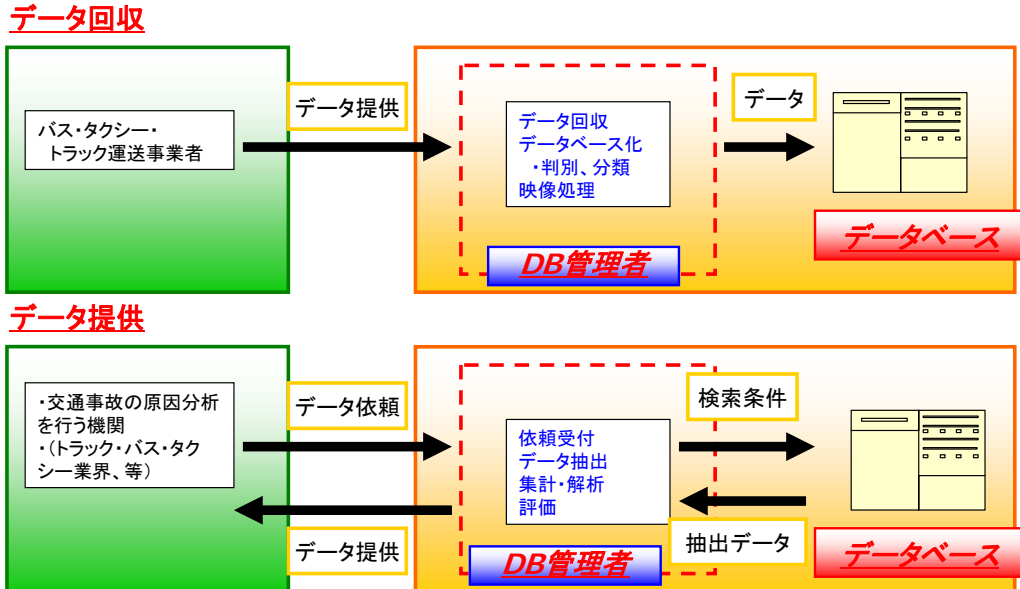 データ回収
バス・タクシー・
トラック運送事業者
データ提供
データ回収
データベース化
・判別、分類
映像処理
DB管理者
データ
データベース
データ提供
・交通事故の原因分析
を行う機関
・(トラック・バス・タク
シー業界、等)
データ依頼
データ提供
依頼受付
データ抽出
集計・解析
評価
DB管理者
検索条件
抽出データ
データベース